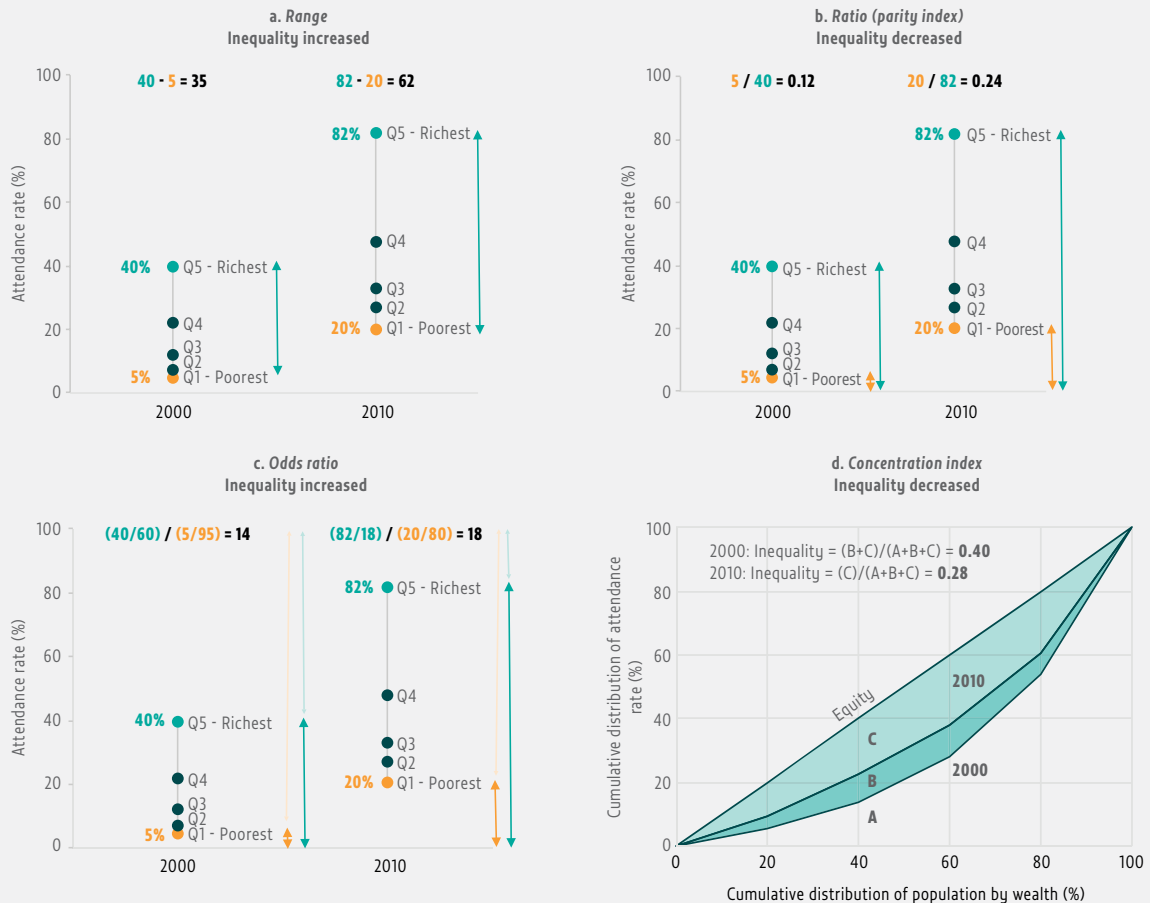 a. Range
Inequality increased
40 - 5 = 35
82 - 20 = 62
Attendance rate (%)
100
80
60
40
20
0
82%
Q5 - Richest
Q4
Q3
Q2
20%
Q1 - Poorest
40%
Q5 - Richest
Q4
Q3
Q2
5%
Q1 - Poorest
2000
2010
b. Ratio (parity index)
Inequality decreased
5 / 40 = 0.12
20 / 82 = 0.24
Attendance rate (%)
100
80
60
40
20
0
82%
Q5 - Richest
Q4
Q3
Q2
20%
Q1 - Poorest
40%
Q5 - Richest
Q4
Q3
Q2
5%
Q1 - Poorest
2000
2010
c. Odds ratio
Inequality increased
(40/60) / (5/95) = 14
(82/18) / (20/80) = 18
Attendance rate (%)
100
80
60
40
20
0
82%
Q5 - Richest
Q4
Q3
Q2
20%
Q1 - Poorest
40%
Q5 - Richest
Q4
Q3
Q2
5%
Q1 - Poorest
2000
2010
d. Concentration index
Inequality decreased
2000: Inequality = (B+C)/(A+B+C) = 0.40
2010: Inequality = (C)/(A+B+C) = 0.28
Cumulative distribution of attendance
rate (%)
100
80
60
40
20
0
Equity
2010
C
B
2000
A
0
20
40
60
80
100
Cumulative distribution of population by wealth (%)